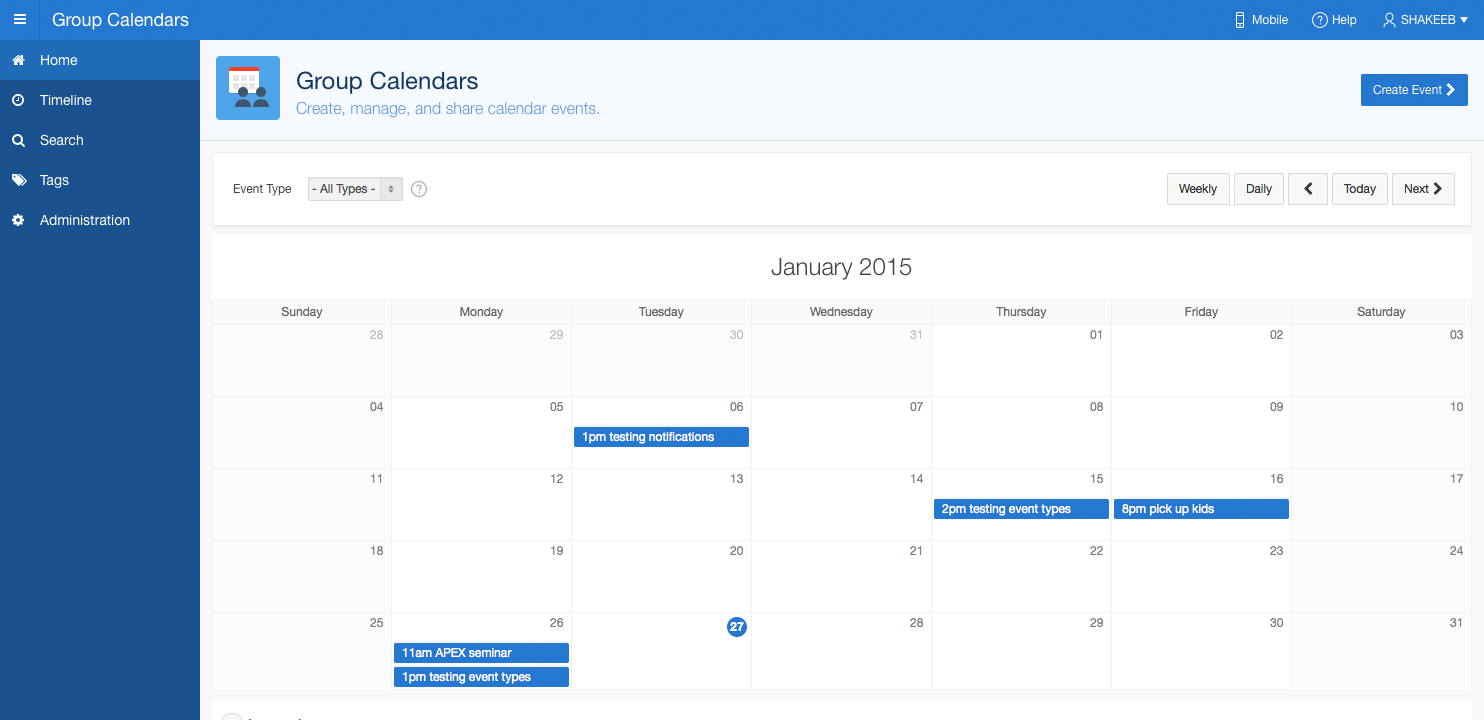 Group Calendars
Mobile
Help
SHAKEEB
Home
Timeline
Search
Tags
Administration
Group Calendars
Create, manage, and share calendar events.
Create Event
Event Type
- All Types -
?
Weekly
Daily
Today
Next
January 2015
Sunday Monday Tuesday Wednesday Thursday Friday Saturday
28 29 30 31 01 02 03
04 05 06 07 08 09 10
1pm testing notifications
11 12 13 14 15 16 17
2pm testing event types
8pm pick up kids
18 19 20 21 22 23 24
25 26 27 28 29 30 31
11am APEX seminar
1pm testing event types